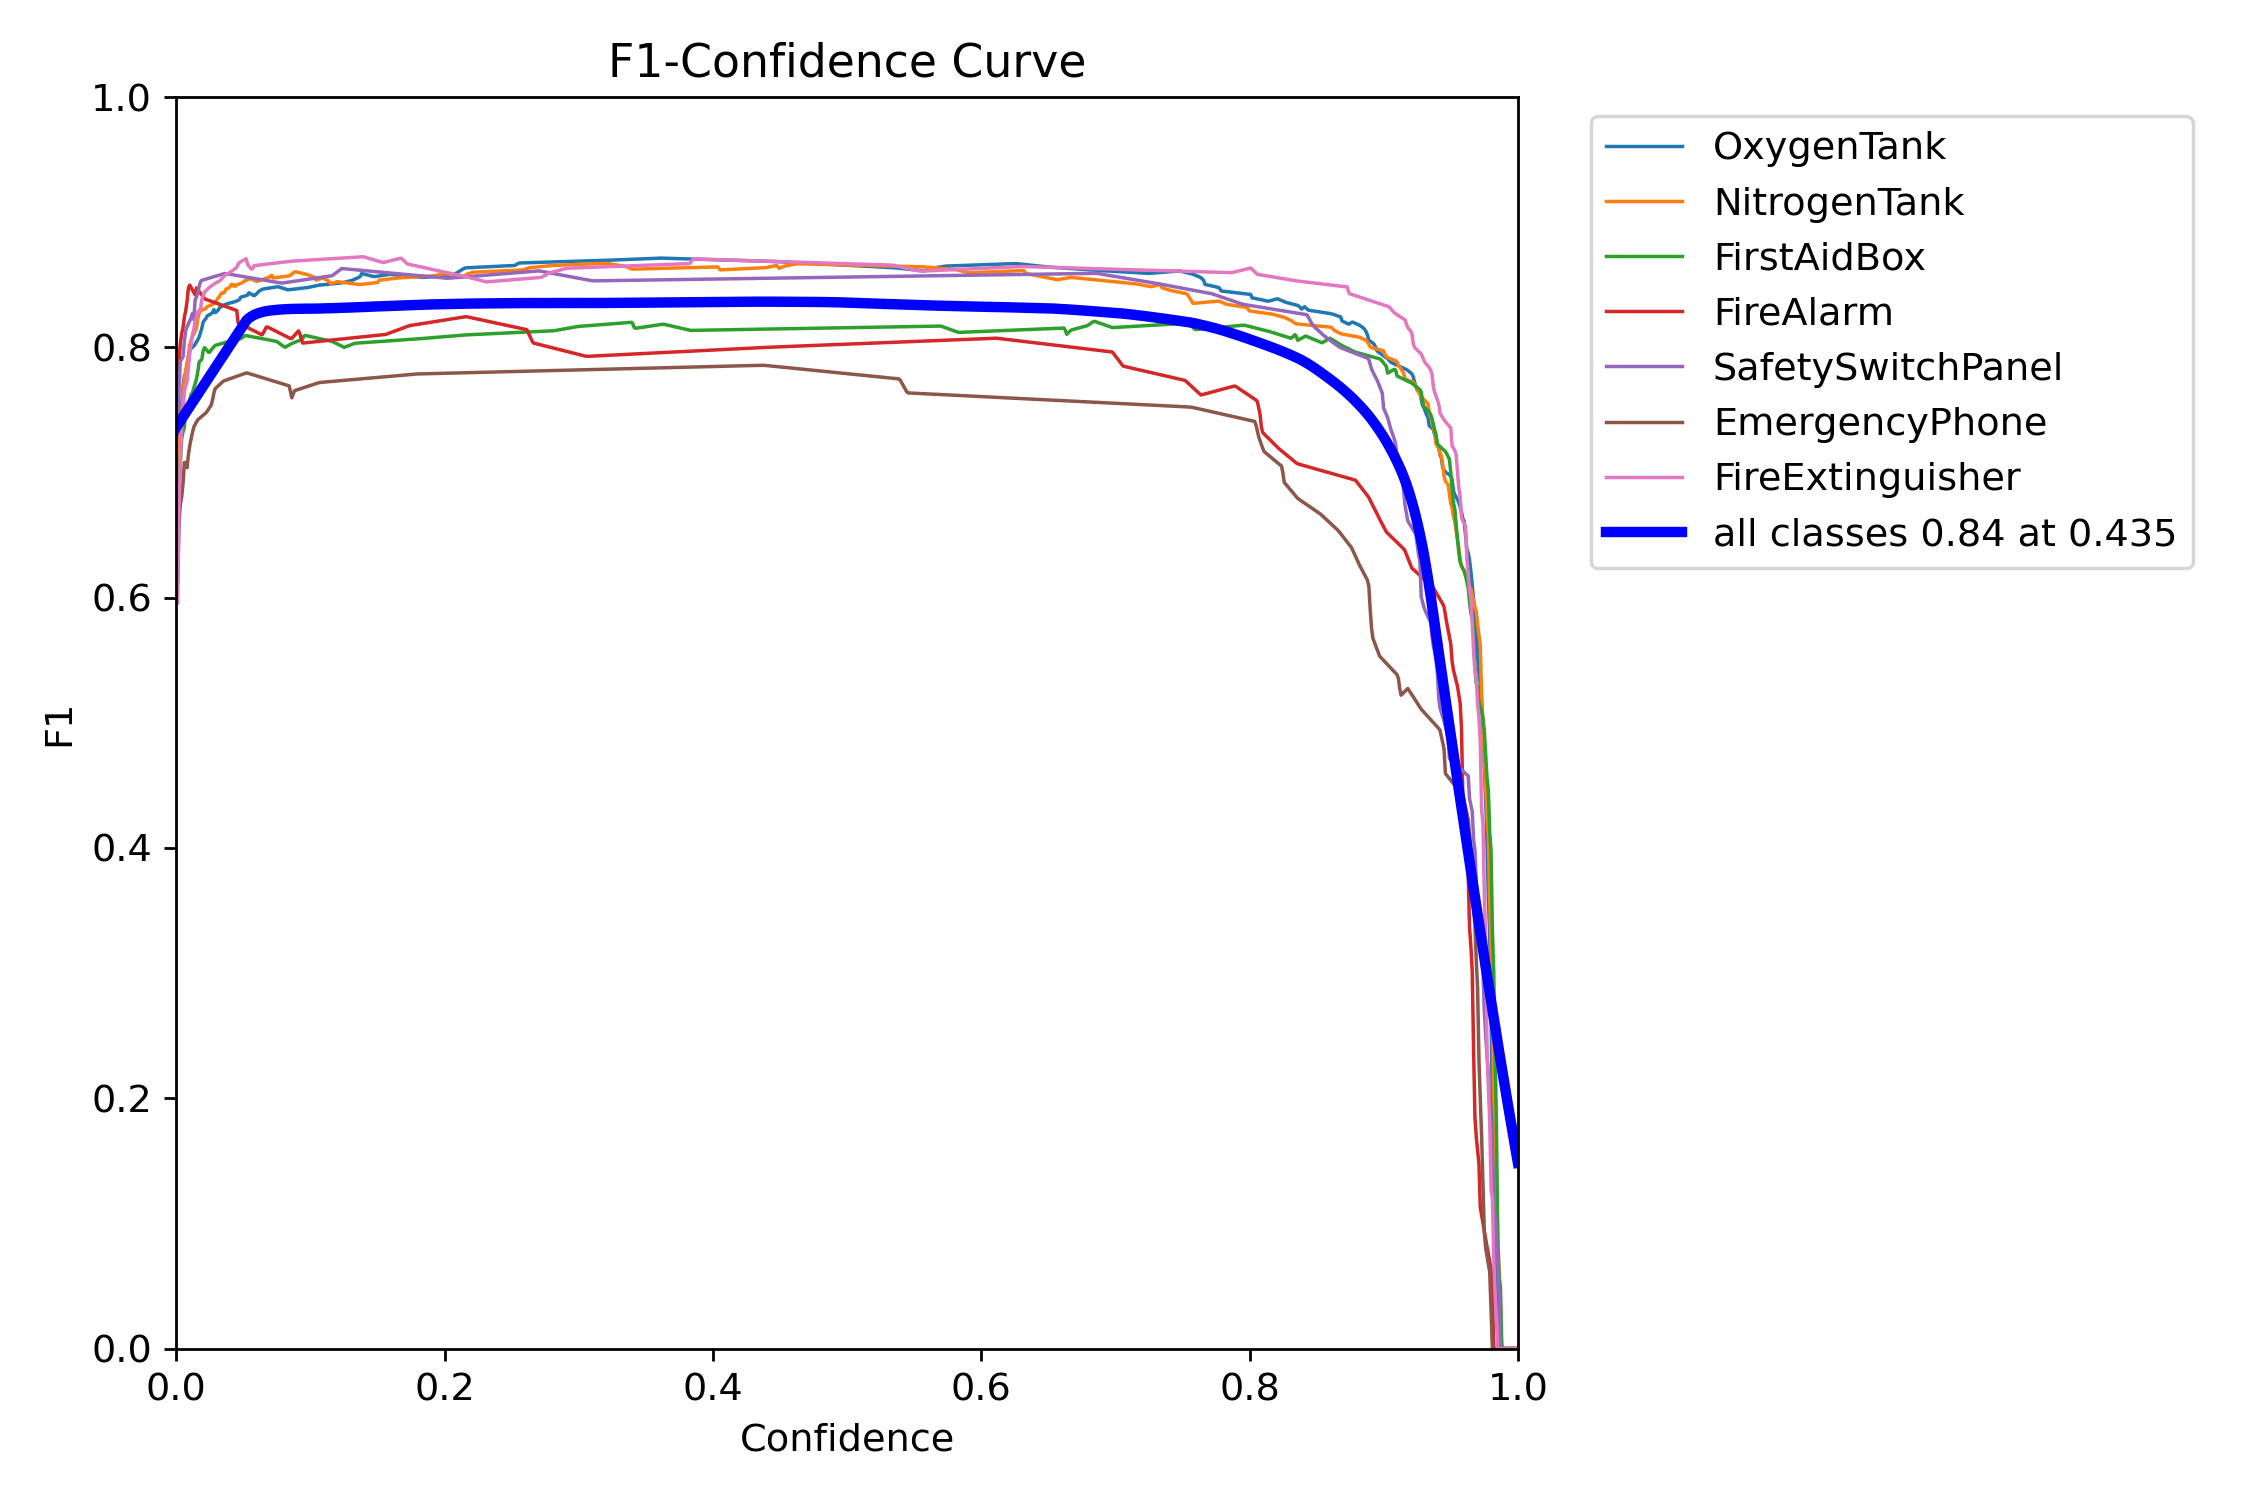 F1-Confidence Curve
1.0
0.8
0.6
0.4
0.2
0.0
F1
0.0 0.2 0.4 0.6 0.8 1.0
Confidence
OxygenTank
NitrogenTank
FirstAidBox
FireAlarm
SafetySwitchPanel
EmergencyPhone
FireExtinguisher
all classes 0.84 at 0.435